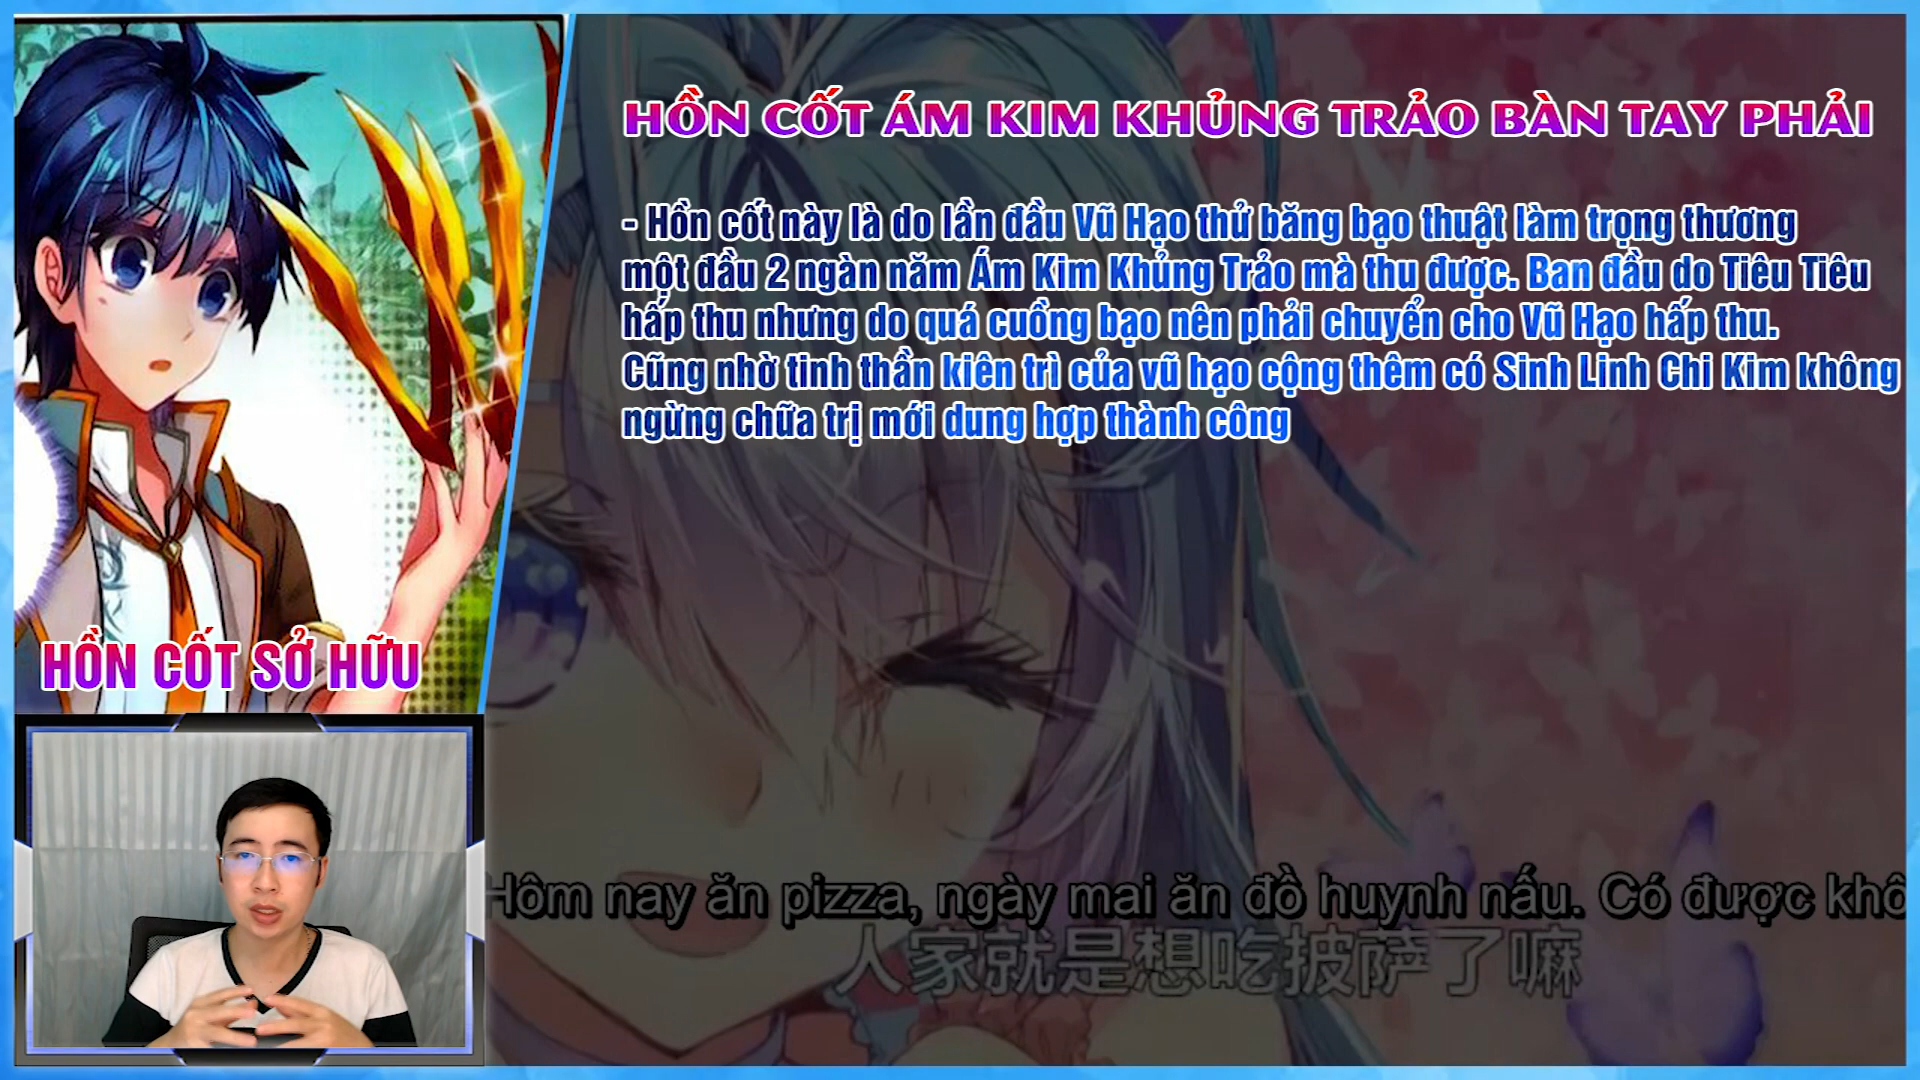 HỒN CỐT ÁM KIM KHỦNG TRẢO BÀN TAY PHẢI
- Hồn cốt này là do lần đầu Vũ Hạo thử băng bạo thuật làm trọng thương
một đầu 2 ngàn năm Ám Kim Khủng Trảo mà thu được. Ban đầu do Tiêu Tiêu
hấp thu nhưng do quá cuồng bạo nên phải chuyển cho Vũ Hạo hấp thu.
Cũng nhờ tinh thần kiên trì của vũ hạo cộng thêm có Sinh Linh Chi Kim không
ngừng chữa trị mới dung hợp thành công
HỒN CỐT SỞ HỮU
Hôm nay ăn pizza, ngày mai ăn đồ huynh nấu. Có được khô
人家就是想吃披萨了嘛